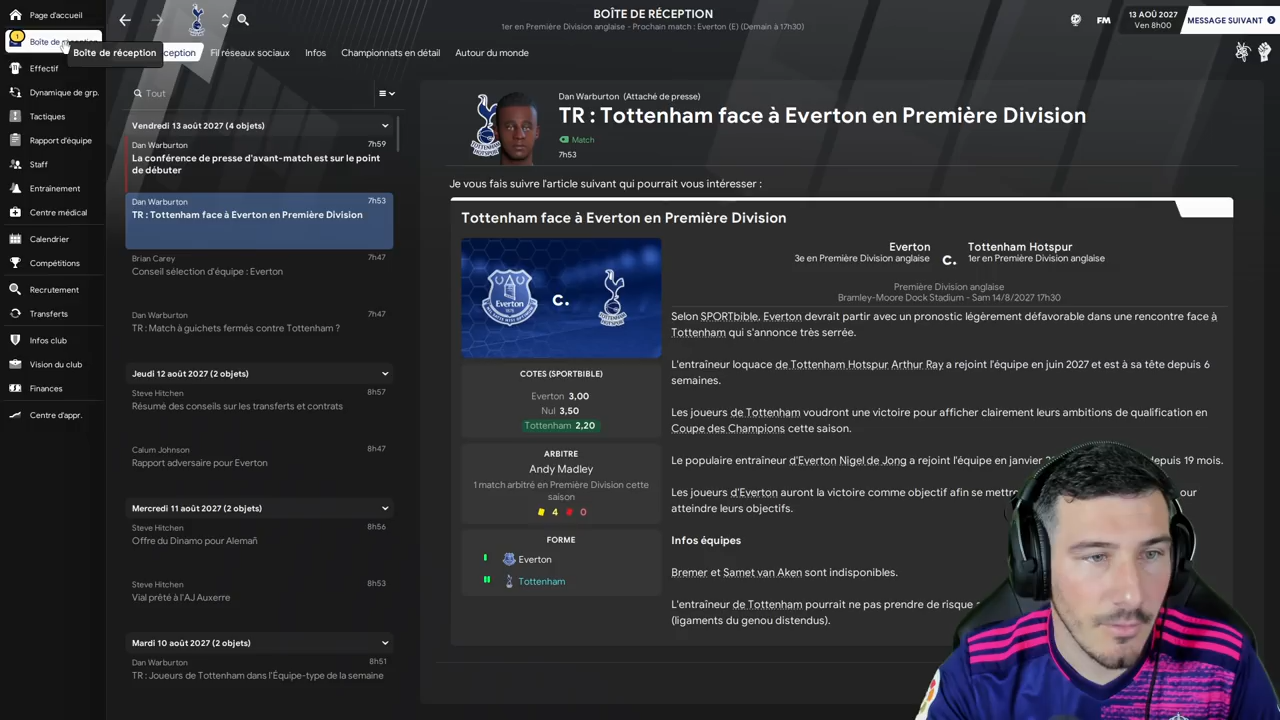 Page d'accueil
1
Boîte de réception
Boîte de réception
Effectif
Dynamique de grp.
Tactiques
Rapport d'équipe
Staff
Entraînement
Centre médical
Calendrier
Compétitions
Recrutement
Transferts
Infos club
Vision du club
Finances
Centre d'appr.
BOÎTE DE RÉCEPTION
1er en Première Division anglaise - Prochain match : Everton (E) (Demain à 17h30)
FM
13 AOÛ 2027
Ven 8h00
MESSAGE SUIVANT
ception
Fil réseaux sociaux
Infos
Championnats en détail
Autour du monde
Tout
Vendredi 13 août 2027 (4 objets)
Dan Warburton 7h59
La conférence de presse d'avant-match est sur le point
de débuter
Dan Warburton 7h53
TR : Tottenham face à Everton en Première Division
Brian Carey 7h47
Conseil sélection d'équipe : Everton
Dan Warburton 7h47
TR : Match à guichets fermés contre Tottenham ?
Jeudi 12 août 2027 (2 objets)
Steve Hitchen 8h57
Résumé des conseils sur les transferts et contrats
Calum Johnson 8h47
Rapport adversaire pour Everton
Mercredi 11 août 2027 (2 objets)
Steve Hitchen 8h56
Offre du Dinamo pour Alemañ
Steve Hitchen 8h53
Vial prêté à l'AJ Auxerre
Mardi 10 août 2027 (2 objets)
Dan Warburton 8h51
TR : Joueurs de Tottenham dans l'Équipe-type de la semaine
Dan Warburton (Attaché de presse)
TR : Tottenham face à Everton en Première Division
Match
7h53
Je vous fais suivre l'article suivant qui pourrait vous intéresser :
Tottenham face à Everton en Première Division
Everton
3e en Première Division anglaise
c.
Tottenham Hotspur
1er en Première Division anglaise
Première Division anglaise
Bramley-Moore Dock Stadium - Sam 14/8/2027 17h30
c.
COTES (SPORTBIBLE)
Everton 3,00
Nul 3,50
Tottenham 2,20
ARBITRE
Andy Madley
1 match arbitré en Première Division cette
saison
4 0
FORME
Everton
Tottenham
Selon SPORTbible, Everton devrait partir avec un pronostic légèrement défavorable dans une rencontre face à
Tottenham qui s'annonce très serrée.
L'entraîneur loquace de Tottenham Hotspur Arthur Ray a rejoint l'équipe en juin 2027 et est à sa tête depuis 6
semaines.
Les joueurs de Tottenham voudront une victoire pour afficher clairement leurs ambitions de qualification en
Coupe des Champions cette saison.
Le populaire entraîneur d'Everton Nigel de Jong a rejoint l'équipe en janvier depuis 19 mois.
Les joueurs d'Everton auront la victoire comme objectif afin se mettre our
atteindre leurs objectifs.
Infos équipes
Bremer et Samet van Aken sont indisponibles.
L'entraîneur de Tottenham pourrait ne pas prendre de risque
(ligaments du genou distendus).